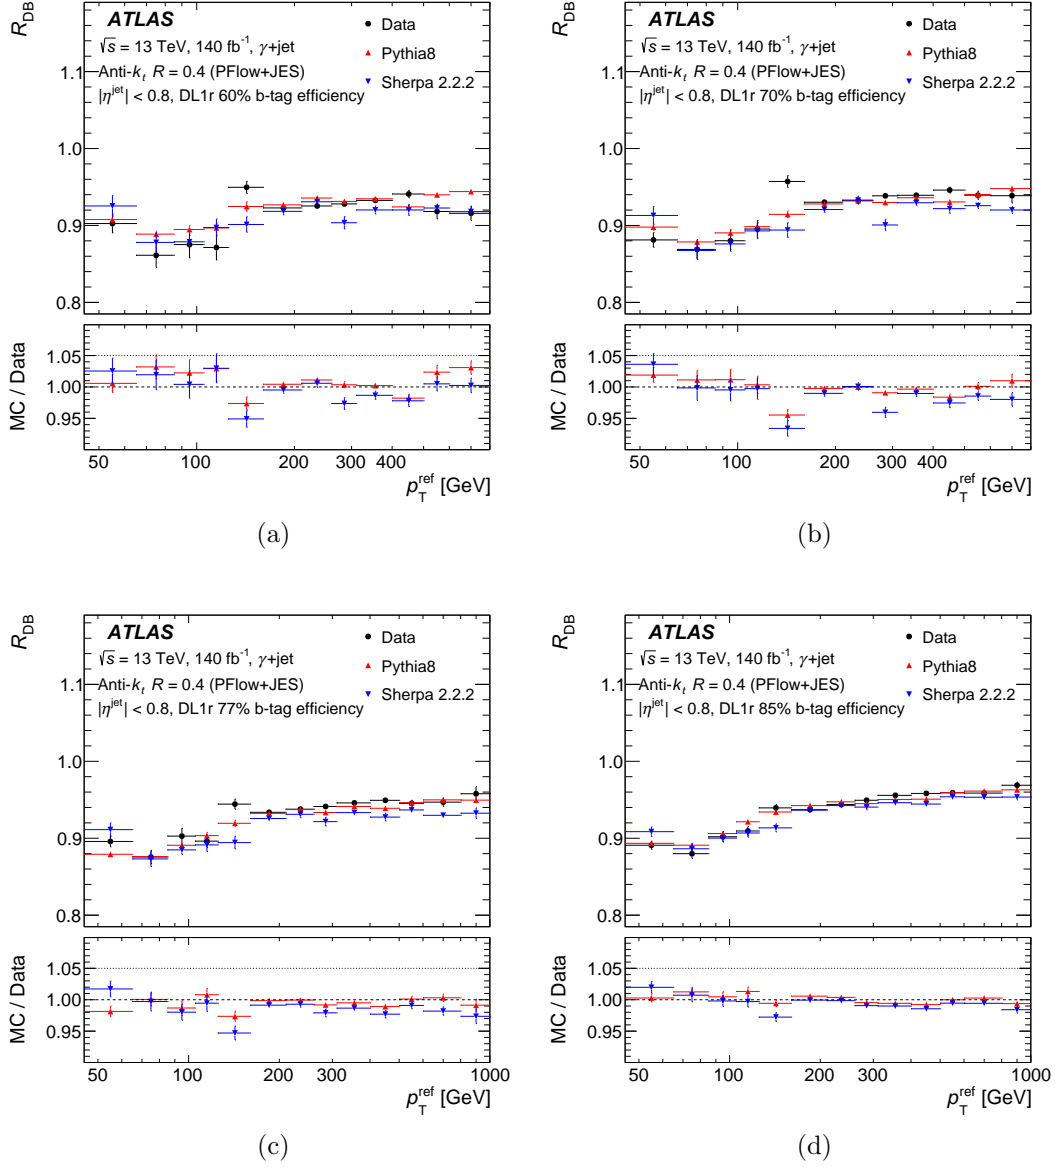 R_DB
ATLAS
√s = 13 TeV, 140 fb⁻¹, γ+jet
Anti-k_t R = 0.4 (PFlow+JES)
|η^jet| < 0.8, DL1r 60% b-tag efficiency
Data
Pythia8
Sherpa 2.2.2
1.1
1.0
0.9
0.8
MC / Data
1.05
1.00
0.95
50 100 200 300 400
p_T^ref [GeV]
(a)
R_DB
ATLAS
√s = 13 TeV, 140 fb⁻¹, γ+jet
Anti-k_t R = 0.4 (PFlow+JES)
|η^jet| < 0.8, DL1r 70% b-tag efficiency
Data
Pythia8
Sherpa 2.2.2
1.1
1.0
0.9
0.8
MC / Data
1.05
1.00
0.95
50 100 200 300 400
p_T^ref [GeV]
(b)
R_DB
ATLAS
√s = 13 TeV, 140 fb⁻¹, γ+jet
Anti-k_t R = 0.4 (PFlow+JES)
|η^jet| < 0.8, DL1r 77% b-tag efficiency
Data
Pythia8
Sherpa 2.2.2
1.1
1.0
0.9
0.8
MC / Data
1.05
1.00
0.95
50 100 200 300 1000
p_T^ref [GeV]
(c)
R_DB
ATLAS
√s = 13 TeV, 140 fb⁻¹, γ+jet
Anti-k_t R = 0.4 (PFlow+JES)
|η^jet| < 0.8, DL1r 85% b-tag efficiency
Data
Pythia8
Sherpa 2.2.2
1.1
1.0
0.9
0.8
MC / Data
1.05
1.00
0.95
50 100 200 300 1000
p_T^ref [GeV]
(d)